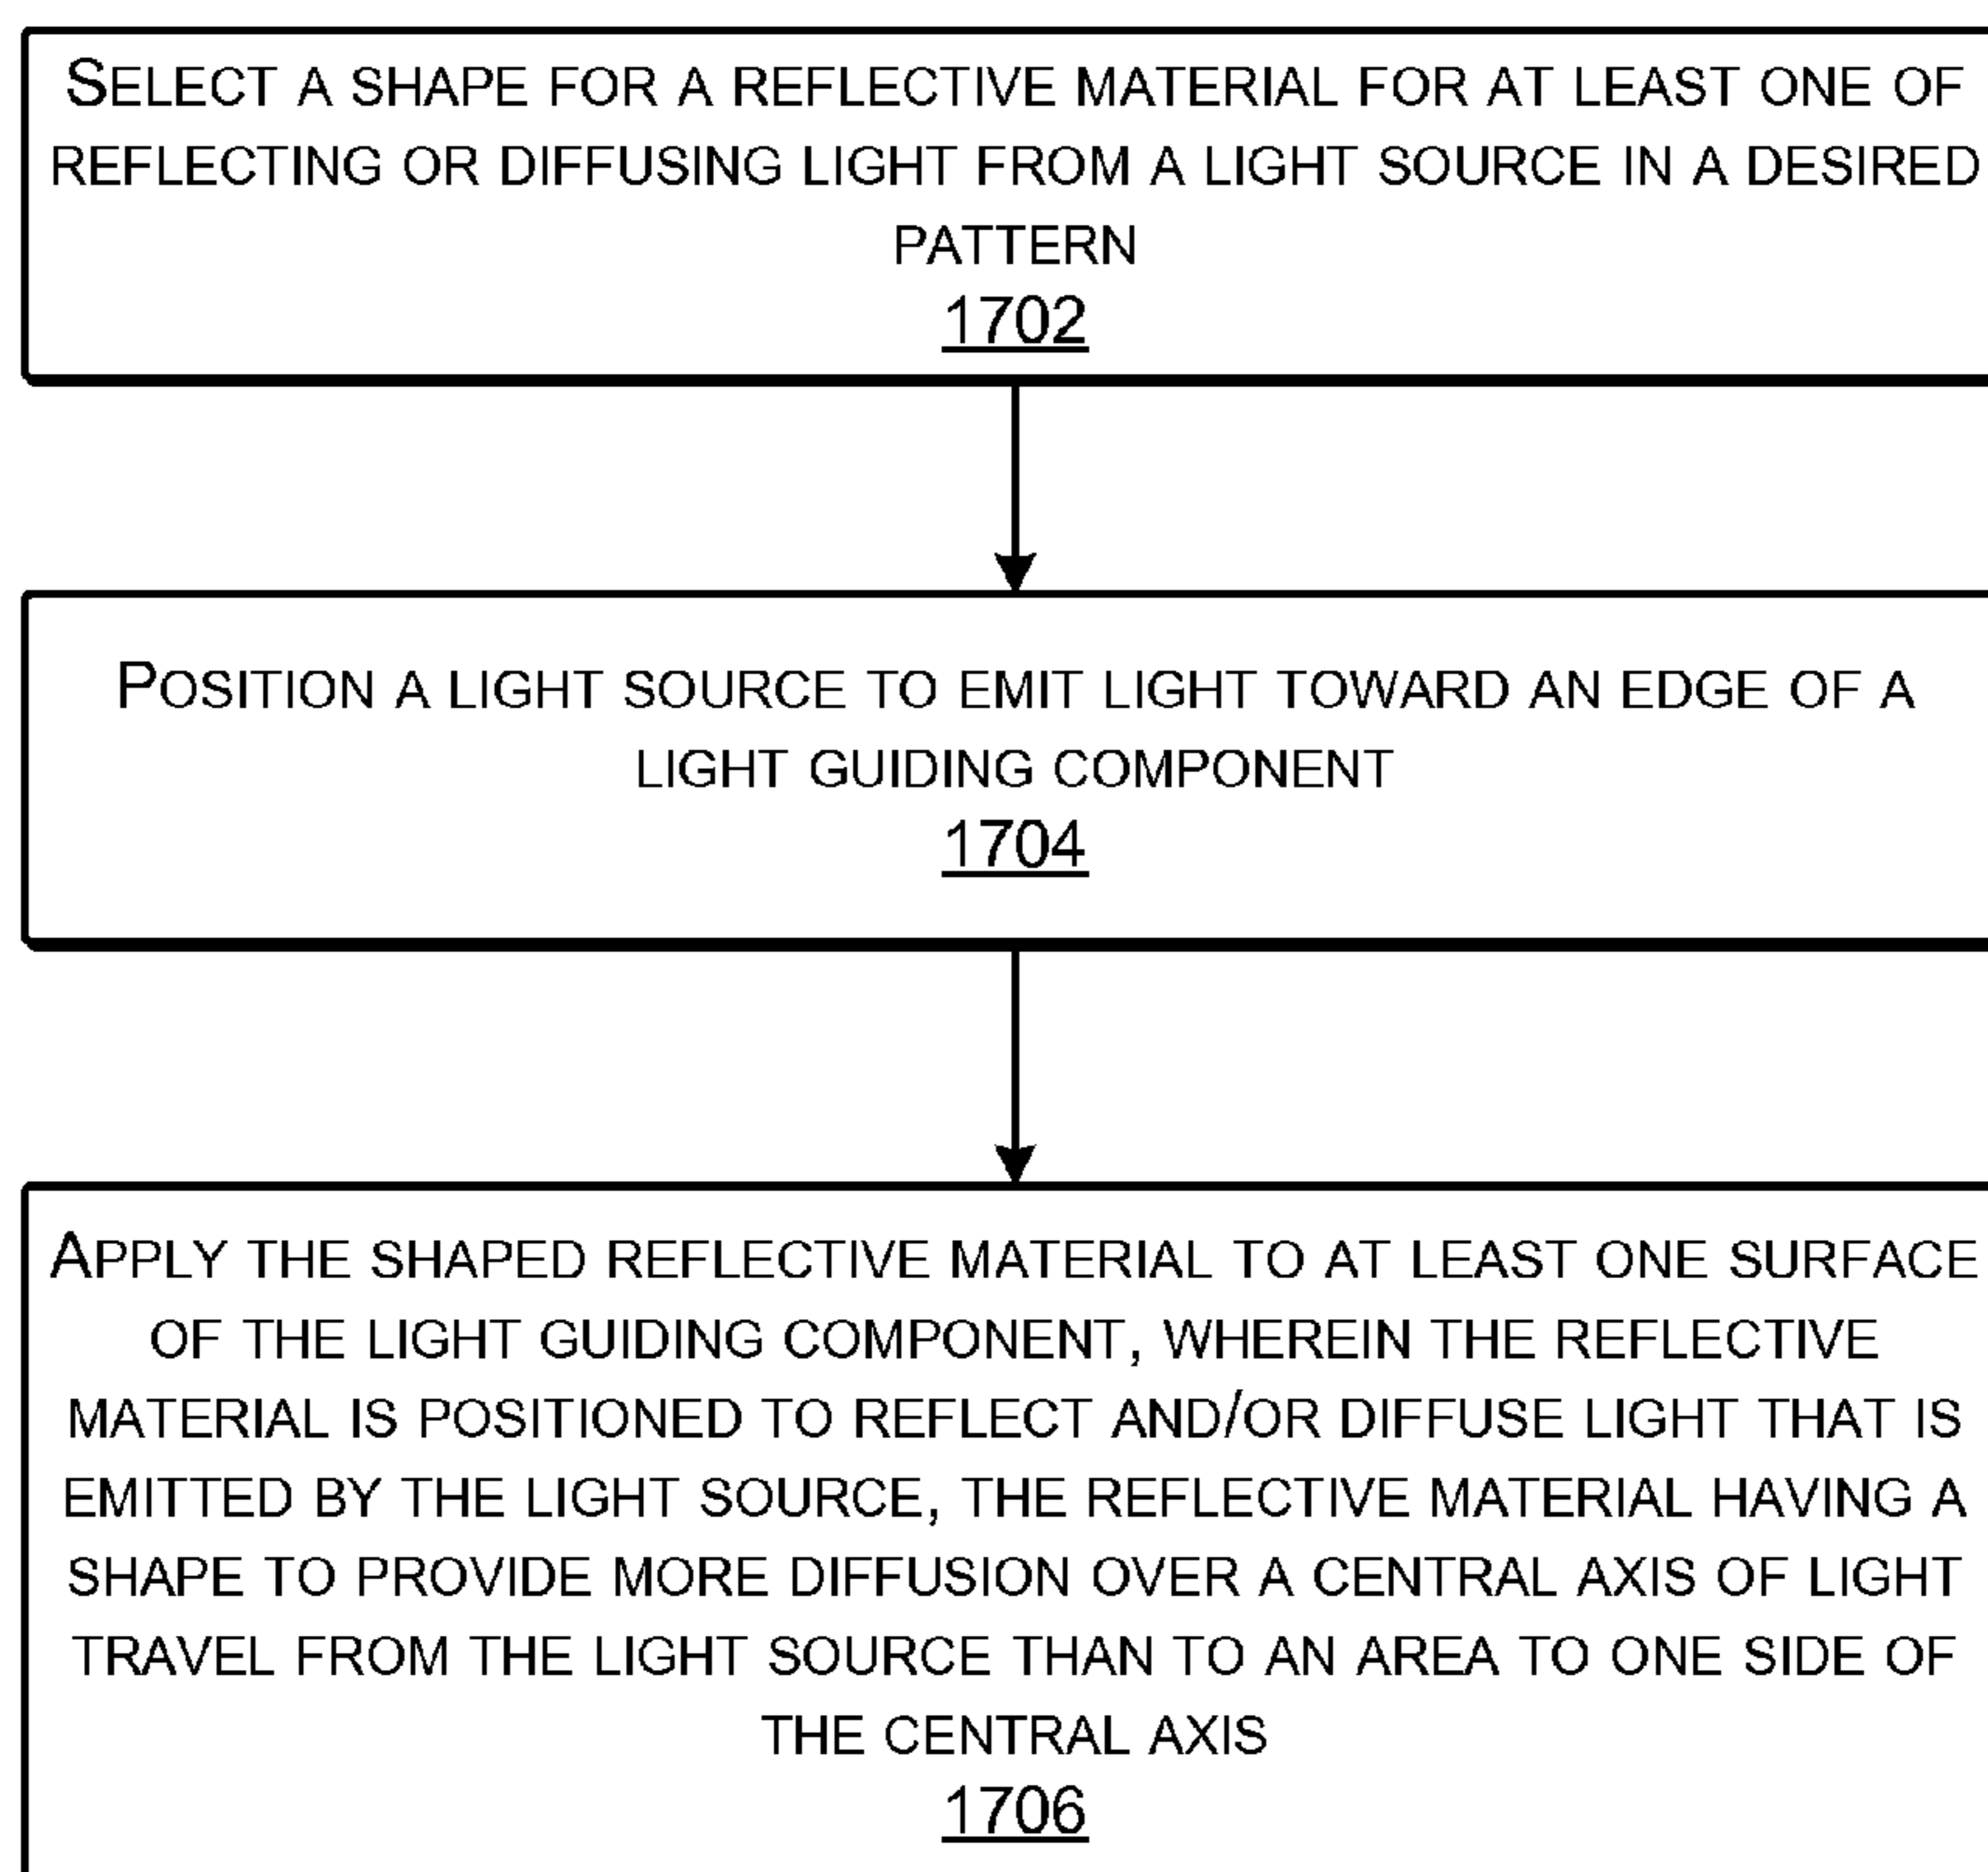 SELECT A SHAPE FOR A REFLECTIVE MATERIAL FOR AT LEAST ONE OF
REFLECTING OR DIFFUSING LIGHT FROM A LIGHT SOURCE IN A DESIRED
PATTERN
1702
POSITION A LIGHT SOURCE TO EMIT LIGHT TOWARD AN EDGE OF A
LIGHT GUIDING COMPONENT
1704
APPLY THE SHAPED REFLECTIVE MATERIAL TO AT LEAST ONE SURFACE
OF THE LIGHT GUIDING COMPONENT, WHEREIN THE REFLECTIVE
MATERIAL IS POSITIONED TO REFLECT AND/OR DIFFUSE LIGHT THAT IS
EMITTED BY THE LIGHT SOURCE, THE REFLECTIVE MATERIAL HAVING A
SHAPE TO PROVIDE MORE DIFFUSION OVER A CENTRAL AXIS OF LIGHT
TRAVEL FROM THE LIGHT SOURCE THAN TO AN AREA TO ONE SIDE OF
THE CENTRAL AXIS
1706